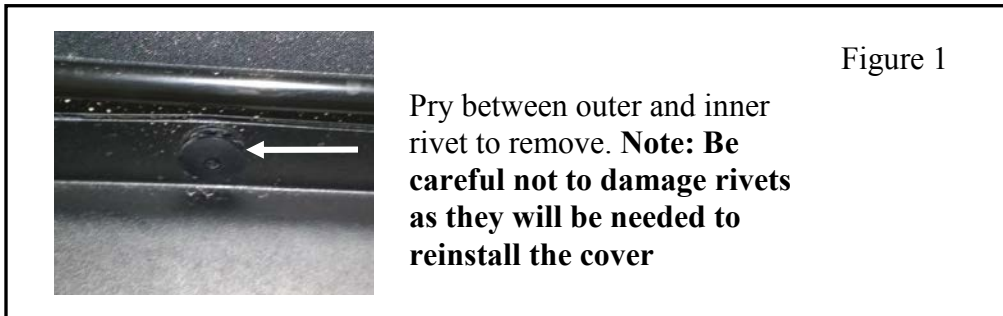 Figure 1
Pry between outer and inner
rivet to remove. Note: Be
careful not to damage rivets
as they will be needed to
reinstall the cover